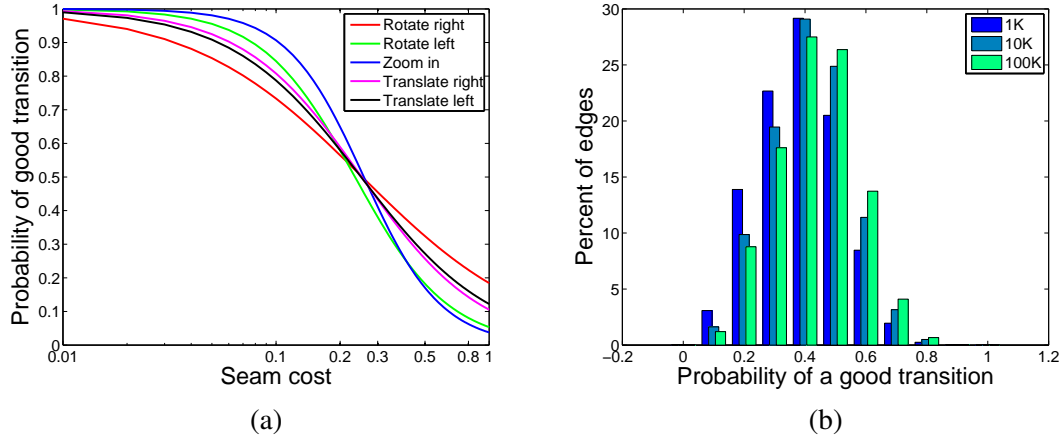 1
0.9
0.8
0.7
0.6
0.5
0.4
0.3
0.2
0.1
0
0.01
0.1
0.2
0.3
0.5
0.8
1
Probability of good transition
Seam cost
Rotate right
Rotate left
Zoom in
Translate right
Translate left
(a)
30
25
20
15
10
5
0
−0.2
0
0.2
0.4
0.6
0.8
1
1.2
Percent of edges
Probability of a good transition
1K
10K
100K
(b)